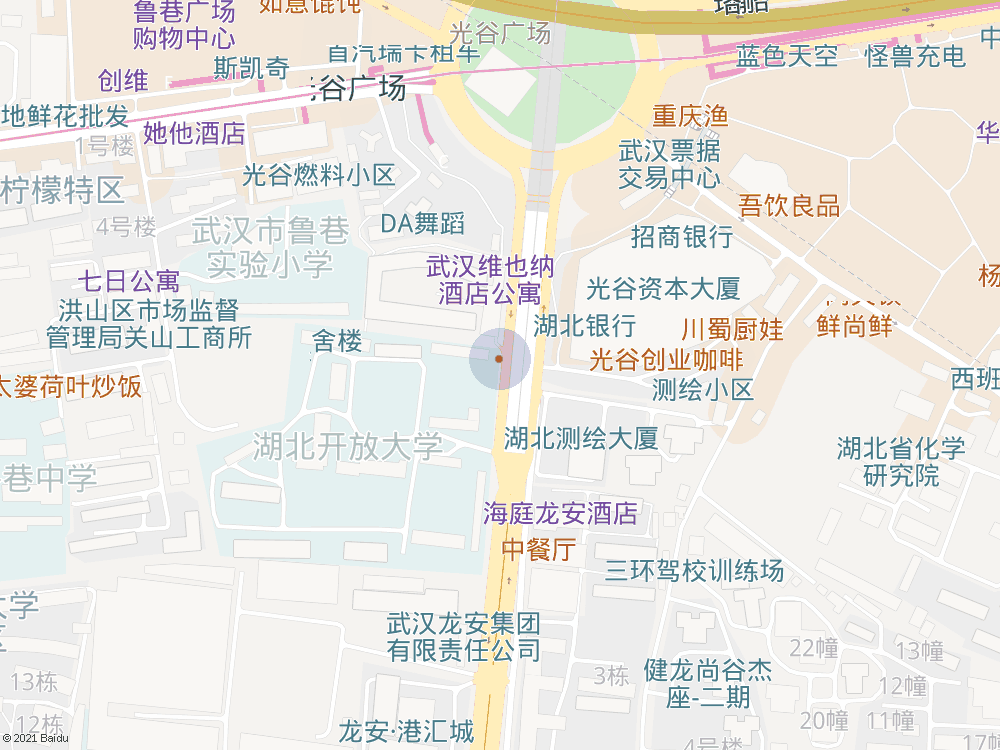 鲁巷广场
购物中心
如意馄饨
光谷广场
创维
斯凯奇
蓝色天空
怪兽充电
中
谷广场
地鲜花批发
1号楼
她他酒店
重庆渔
华
武汉票据
交易中心
光谷燃料小区
柠檬特区
4号楼
武汉市鲁巷
实验小学
DA舞蹈
吾饮良品
招商银行
七日公寓
武汉维也纳
酒店公寓
光谷资本大厦
杨
洪山区市场监督
管理局关山工商所
舍楼
湖北银行
川蜀厨娃
鲜尚鲜
光谷创业咖啡
太婆荷叶炒饭
测绘小区
西班
湖北开放大学
湖北测绘大厦
湖北省化学
研究院
巷中学
海庭龙安酒店
中餐厅
三环驾校训练场
大学
武汉龙安集团
有限责任公司
22幢
13幢
13栋
3栋
健龙尚谷杰
座-二期
12幢
12栋
龙安·港汇城
20幢
11幢
4号楼
17幢
© 2021 Baidu